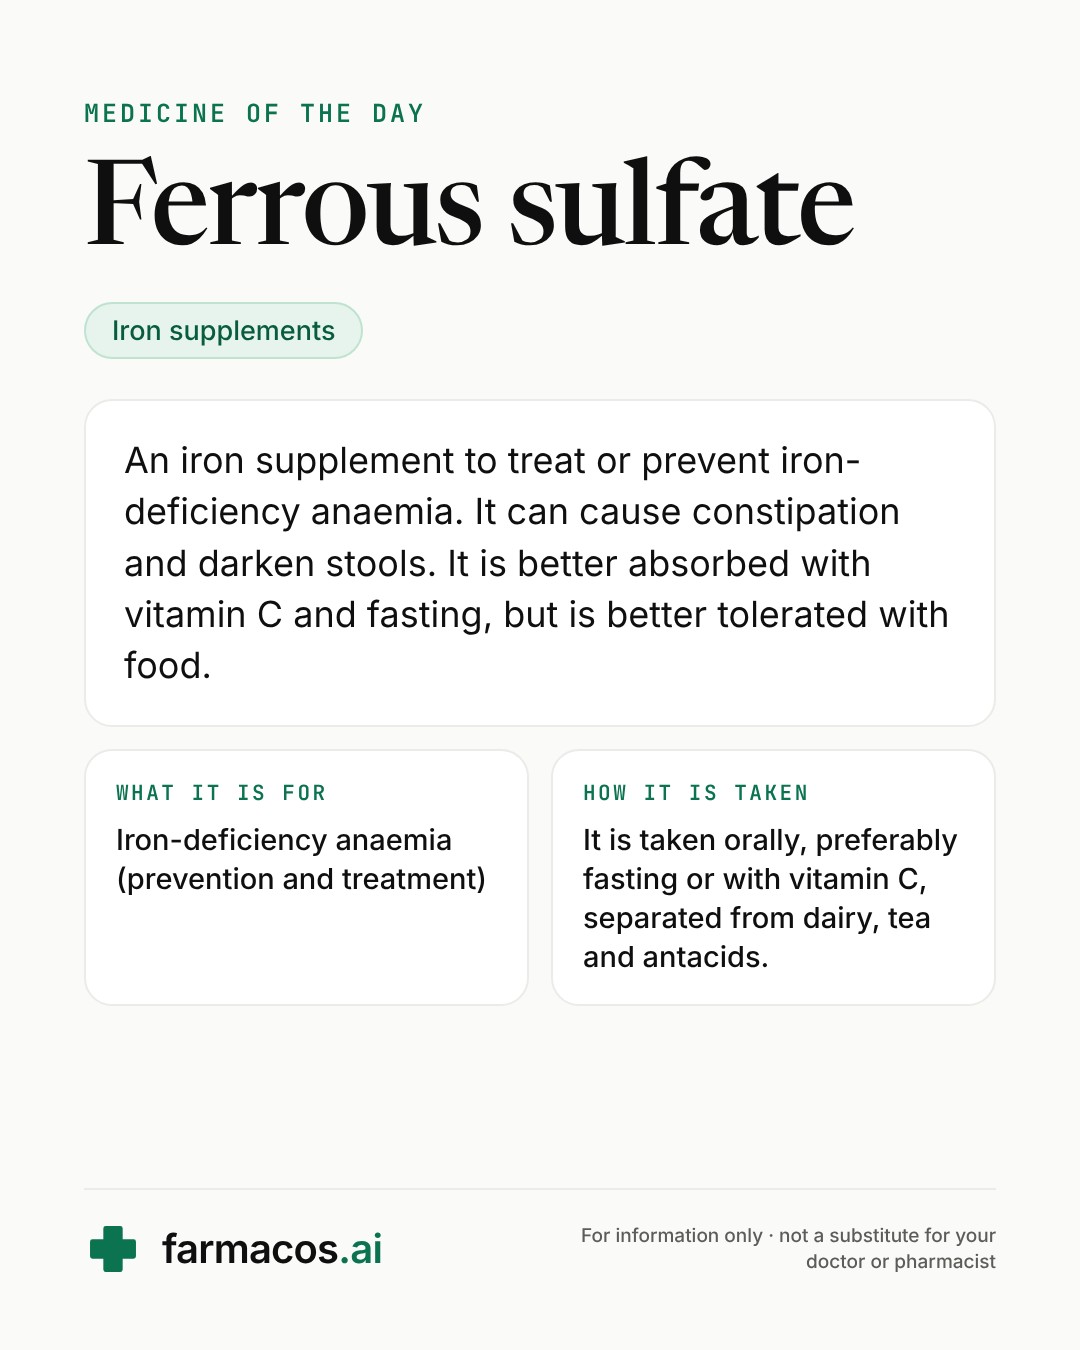 MEDICINE OF THE DAY
Ferrous sulfate
Iron supplements
An iron supplement to treat or prevent iron-
deficiency anaemia. It can cause constipation
and darken stools. It is better absorbed with
vitamin C and fasting, but is better tolerated with
food.
WHAT IT IS FOR
Iron-deficiency anaemia
(prevention and treatment)
HOW IT IS TAKEN
It is taken orally, preferably
fasting or with vitamin C,
separated from dairy, tea
and antacids.
farmacos.ai
For information only · not a substitute for your
doctor or pharmacist